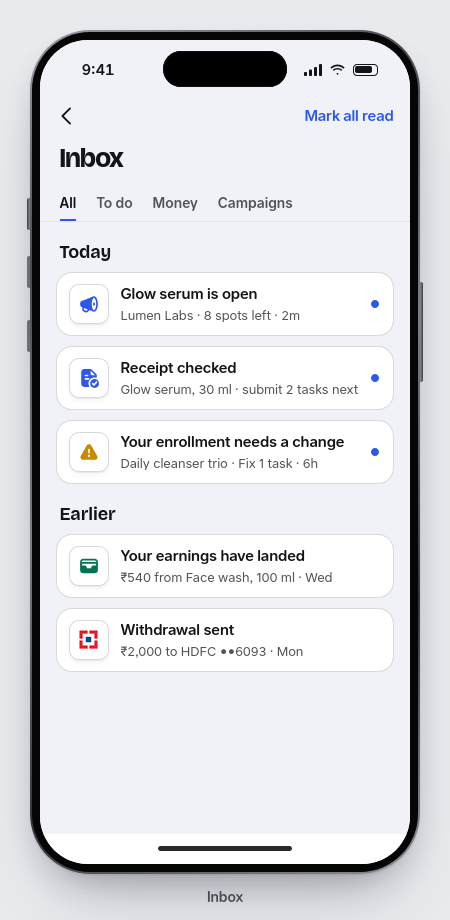 9:41
Mark all read
Inbox
All To do Money Campaigns
Today
Glow serum is open
Lumen Labs · 8 spots left · 2m
Receipt checked
Glow serum, 30 ml · submit 2 tasks next
Your enrollment needs a change
Daily cleanser trio · Fix 1 task · 6h
Earlier
Your earnings have landed
₹540 from Face wash, 100 ml · Wed
Withdrawal sent
₹2,000 to HDFC ••6093 · Mon
Inbox